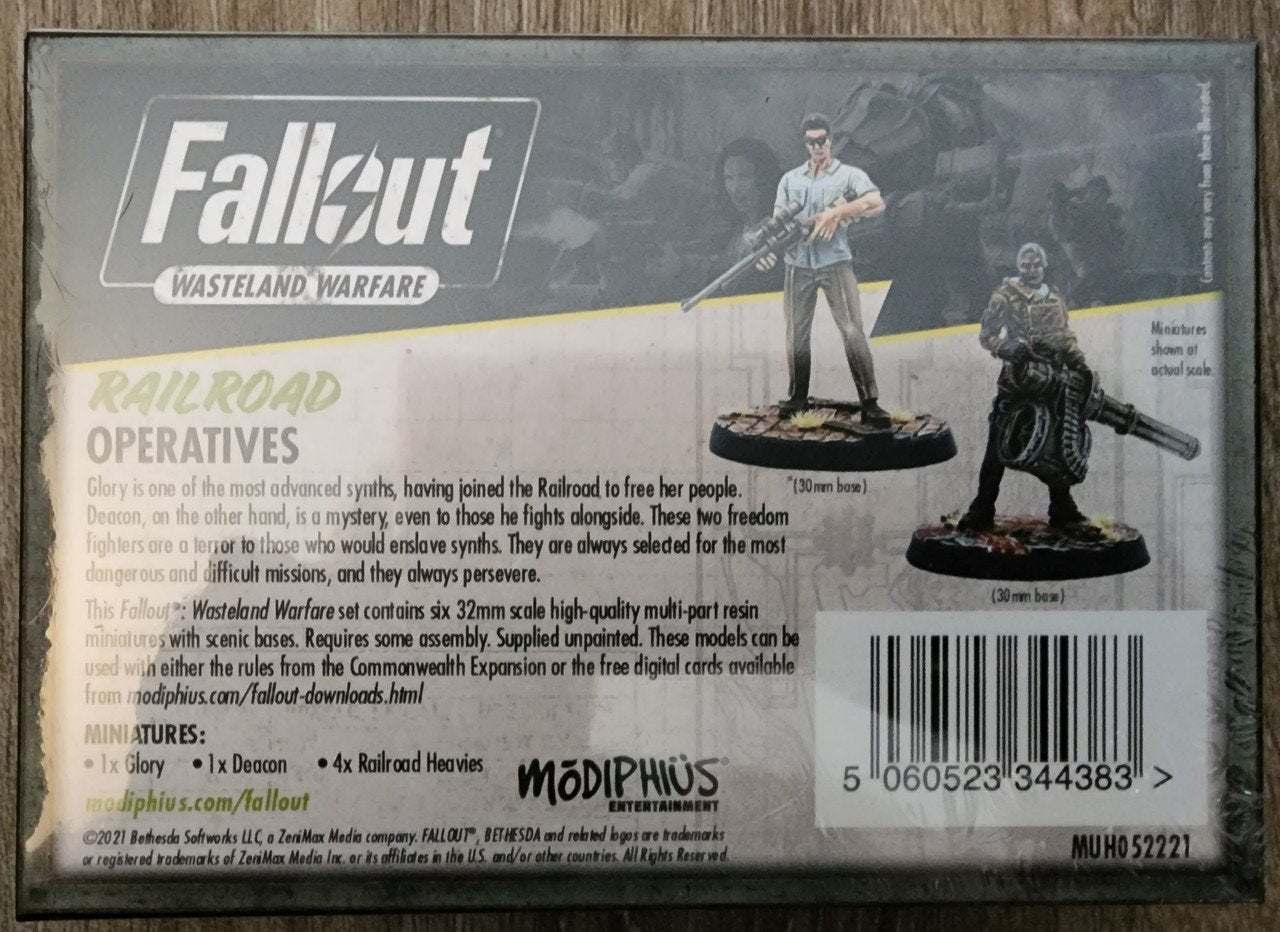 Fallout
WASTELAND WARFARE
Contents may vary from those illustrated.
Miniatures
shown at
actual scale.
RAILROAD
OPERATIVES
Glory is one of the most advanced synths, having joined the Railroad to free her people.
Deacon, on the other hand, is a mystery, even to those he fights alongside. These two freedom
fighters are a terror to those who would enslave synths. They are always selected for the most
dangerous and difficult missions, and they always persevere.
(30mm base)
(30mm base)
This Fallout®: Wasteland Warfare set contains six 32mm scale high-quality multi-part resin
miniatures with scenic bases. Requires some assembly. Supplied unpainted. These models can be
used with either the rules from the Commonwealth Expansion or the free digital cards available
from modiphius.com/fallout-downloads.html
MINIATURES:
• 1x Glory • 1x Deacon • 4x Railroad Heavies
modiphius.com/fallout
MōDIPHIÜS
ENTERTAINMENT
5 060523 344383 >
©2021 Bethesda Softworks LLC, a ZeniMax Media company. FALLOUT®, BETHESDA and related logos are trademarks
or registered trademarks of ZeniMax Media Inc. or its affiliates in the U.S. and/or other countries. All Rights Reserved.
MUH052221